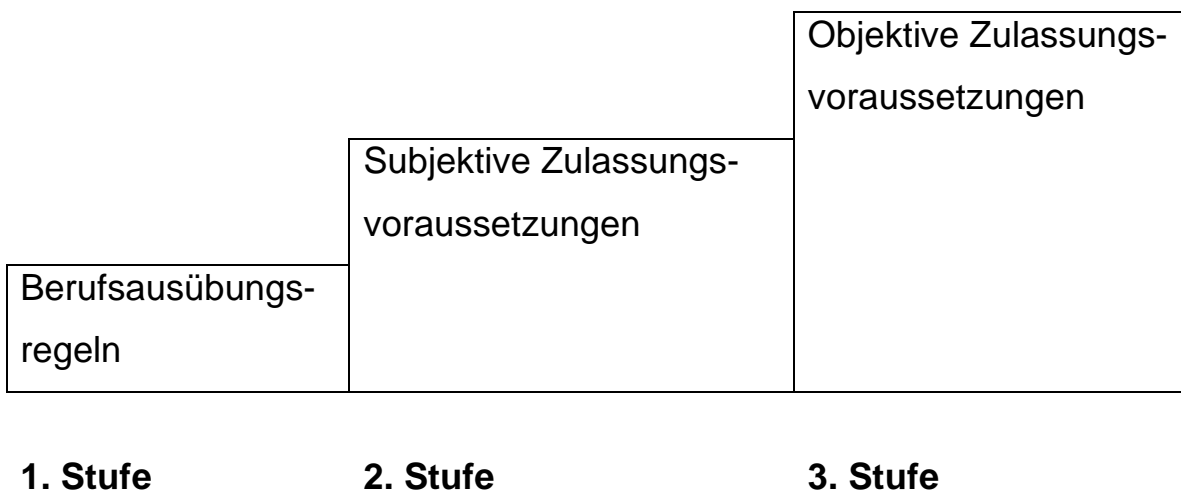 Objektive Zulassungs-
voraussetzungen
Subjektive Zulassungs-
voraussetzungen
Berufsausübungs-
regeln
1. Stufe 2. Stufe 3. Stufe